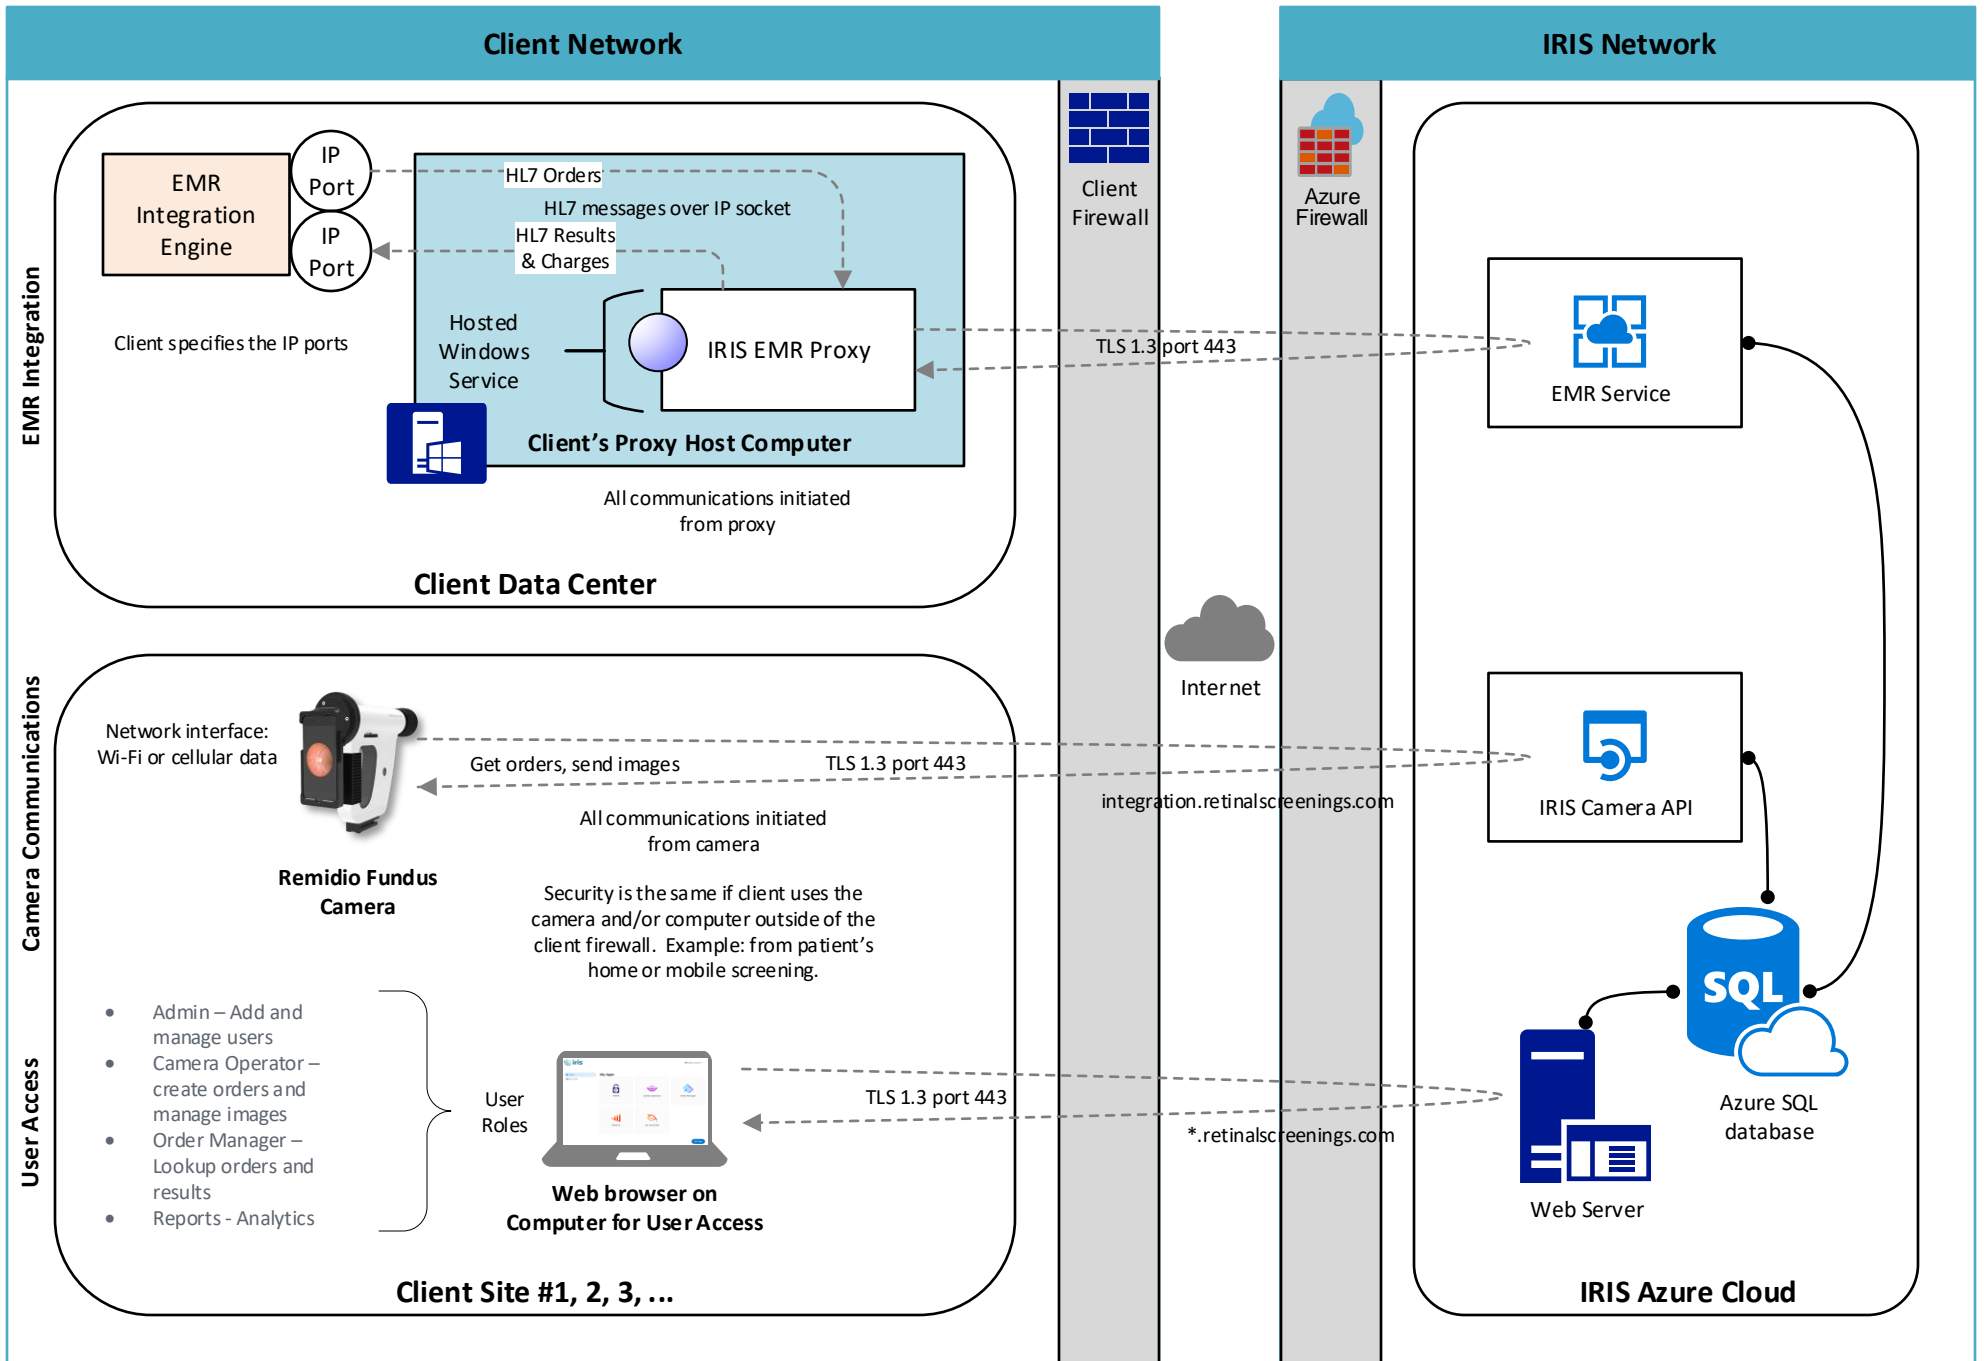 Client Network
IRIS Network
EMR Integration
EMR
Integration
Engine
IP
Port
IP
Port
HL7 Orders
HL7 messages over IP socket
HL7 Results
& Charges
Client specifies the IP ports
Hosted
Windows
Service
IRIS EMR Proxy
Client's Proxy Host Computer
All communications initiated
from proxy
Client Data Center
Client
Firewall
Azure
Firewall
TLS 1.3 port 443
EMR Service
Internet
Camera Communications
Network interface:
Wi-Fi or cellular data
Get orders, send images
TLS 1.3 port 443
integration.retinalscreenings.com
IRIS Camera API
All communications initiated
from camera
Remidio Fundus
Camera
Security is the same if client uses the
camera and/or computer outside of the
client firewall.  Example: from patient's
home or mobile screening.
User Access
• Admin – Add and
manage users
• Camera Operator –
create orders and
manage images
• Order Manager –
Lookup orders and
results
• Reports - Analytics
User
Roles
iris
TLS 1.3 port 443
*.retinalscreenings.com
Web browser on
Computer for User Access
Client Site #1, 2, 3, ...
SQL
Azure SQL
database
Web Server
IRIS Azure Cloud